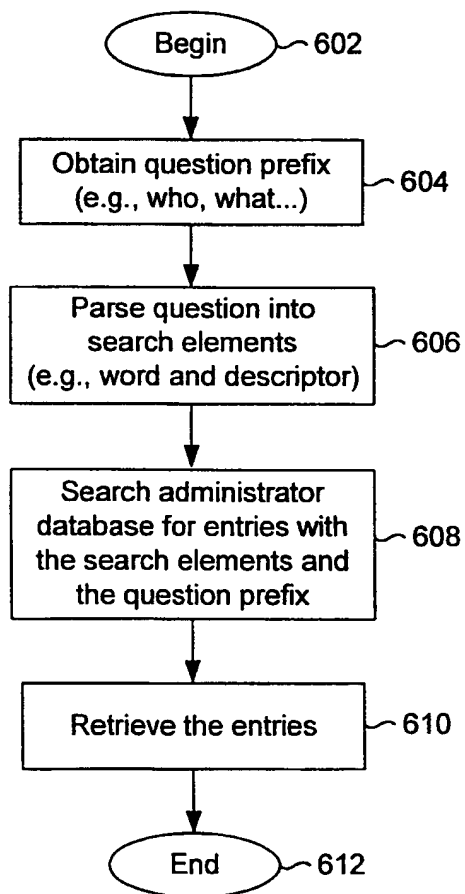 Begin
602
Obtain question prefix
(e.g., who, what...)
604
Parse question into
search elements
(e.g., word and descriptor)
606
Search administrator
database for entries with
the search elements and
the question prefix
608
Retrieve the entries
610
End
612